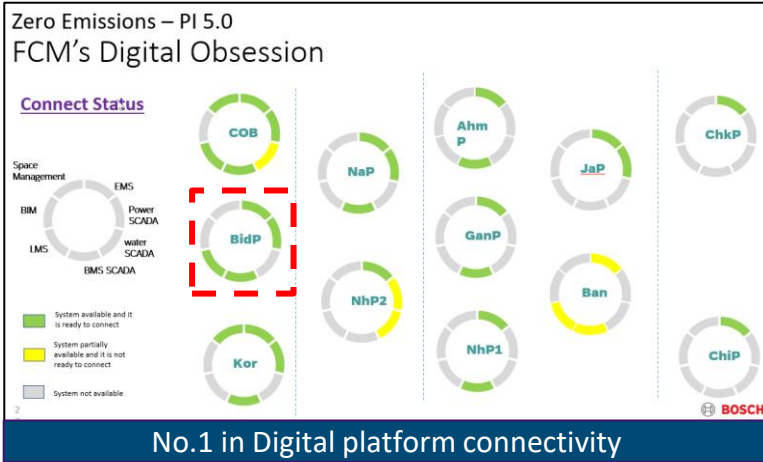 Zero Emissions – PI 5.0
FCM's Digital Obsession
Connect Status
Space
Management
EMS
BIM
Power
SCADA
LMS
water
SCADA
BMS SCADA
System available and it
is ready to connect
System partially
available and it is not
ready to connect
System not available
COB
BidP
Kor
NaP
NhP2
Ahm
P
GanP
NhP1
JaP
Ban
ChkP
ChiP
2
BOSCH
No.1 in Digital platform connectivity